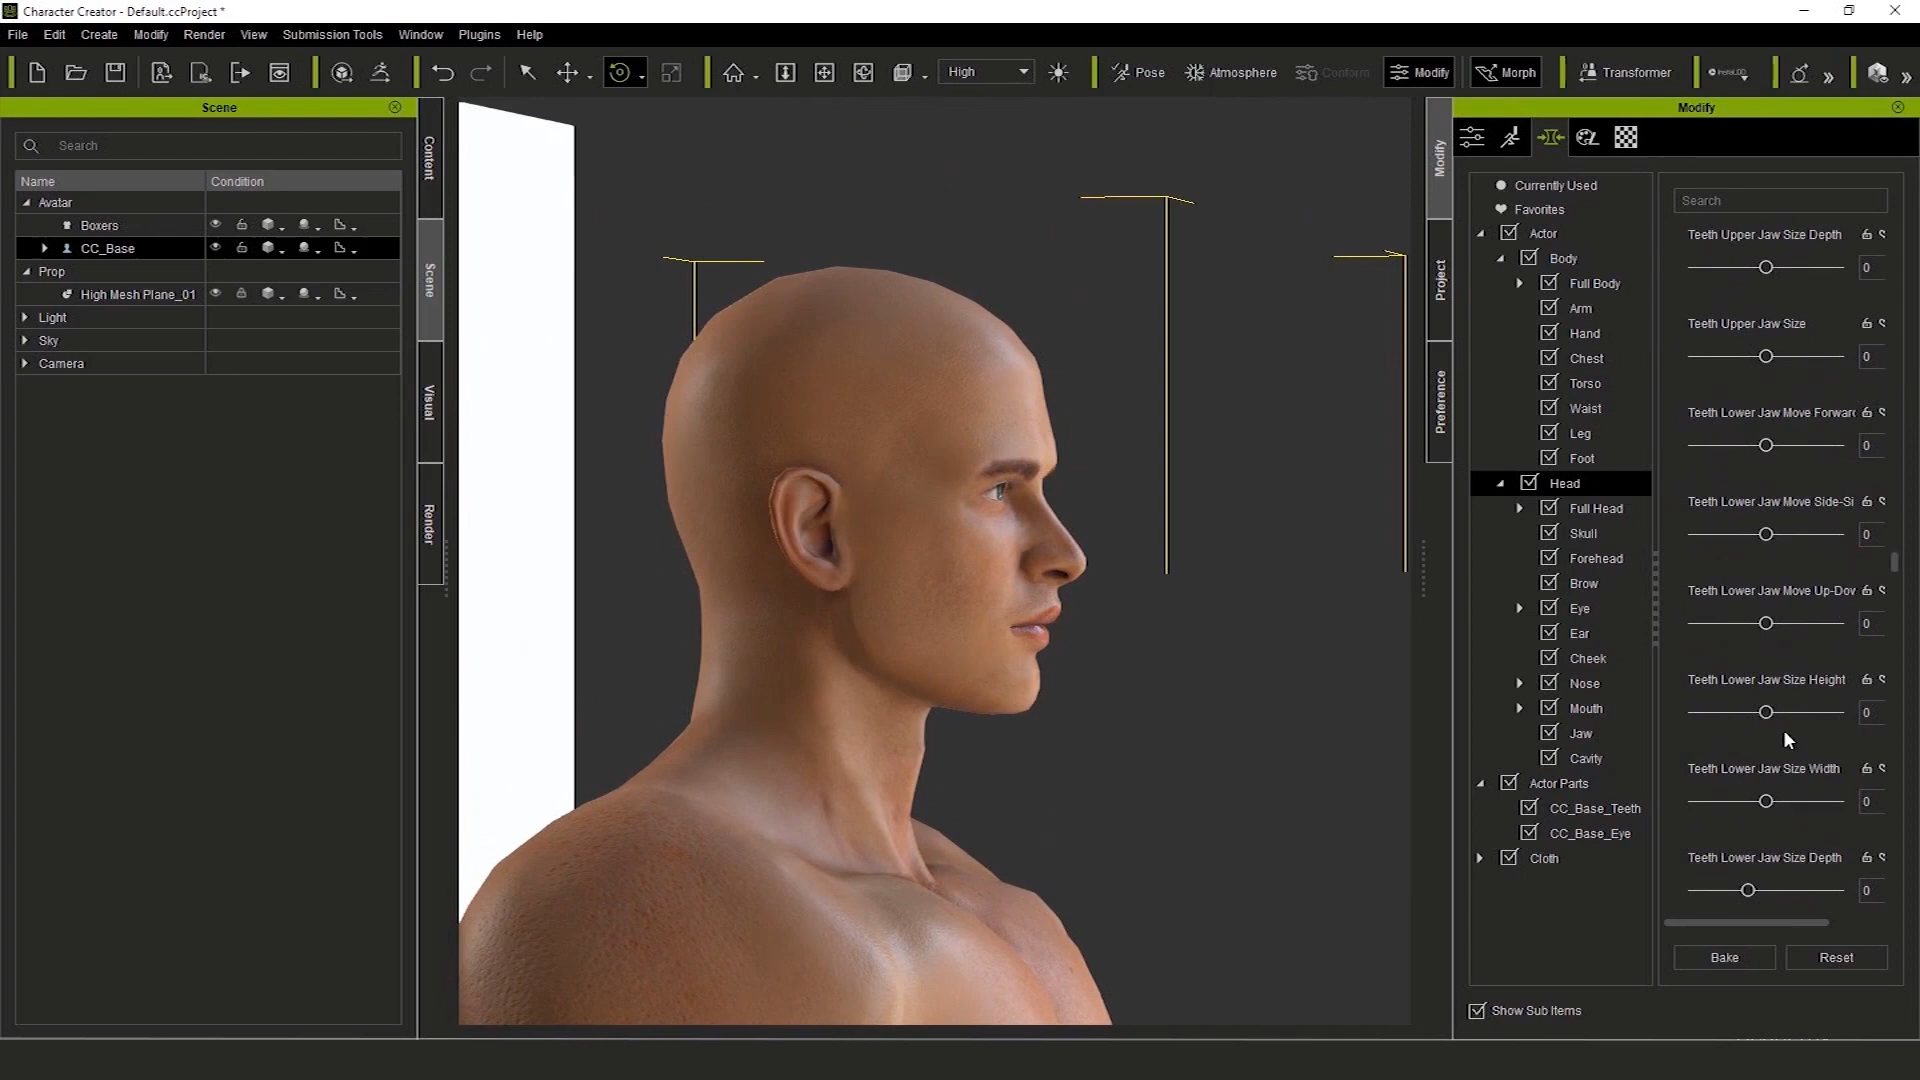 Character Creator - Default.ccProject *
File Edit Create Modify Render View Submission Tools Window Plugins Help
High Pose Atmosphere Conform Modify Morph Transformer
Scene
Search
Name Condition
Avatar
Boxers
CC_Base
Prop
High Mesh Plane_01
Light
Sky
Camera
Content
Scene
Visual
Render
Modify
Project
Preference
Modify
Currently Used
Favorites
Actor
Body
Full Body
Arm
Hand
Chest
Torso
Waist
Leg
Foot
Head
Full Head
Skull
Forehead
Brow
Eye
Ear
Cheek
Nose
Mouth
Jaw
Cavity
Actor Parts
CC_Base_Teeth
CC_Base_Eye
Cloth
Show Sub Items
Search
Teeth Upper Jaw Size Depth
0
Teeth Upper Jaw Size
0
Teeth Lower Jaw Move Forward
0
Teeth Lower Jaw Move Side-Si
0
Teeth Lower Jaw Move Up-Dov
0
Teeth Lower Jaw Size Height
0
Teeth Lower Jaw Size Width
0
Teeth Lower Jaw Size Depth
0
Bake Reset